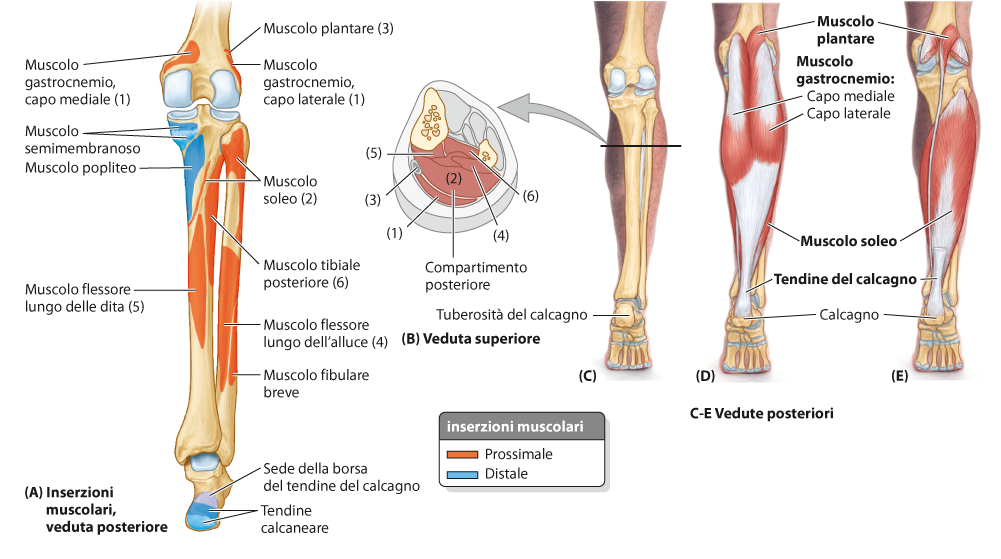 Muscolo plantare (3)
Muscolo
gastrocnemio,
capo mediale (1)
Muscolo
gastrocnemio,
capo laterale (1)
Muscolo
semimembranoso
Muscolo popliteo
Muscolo
soleo (2)
Muscolo tibiale
posteriore (6)
Muscolo flessore
lungo delle dita (5)
Muscolo flessore
lungo dell'alluce (4)
Muscolo fibulare
breve
Sede della borsa
del tendine del calcagno
Tendine
calcaneare
(A) Inserzioni
muscolari,
veduta posteriore
(5)
(3)
(1)
(2)
(6)
(4)
Compartimento
posteriore
Tuberosità del calcagno
(B) Veduta superiore
(C)
Muscolo
plantare
Muscolo
gastrocnemio:
Capo mediale
Capo laterale
Muscolo soleo
Tendine del calcagno
Calcagno
(D)
(E)
C-E Vedute posteriori
inserzioni muscolari
Prossimale
Distale